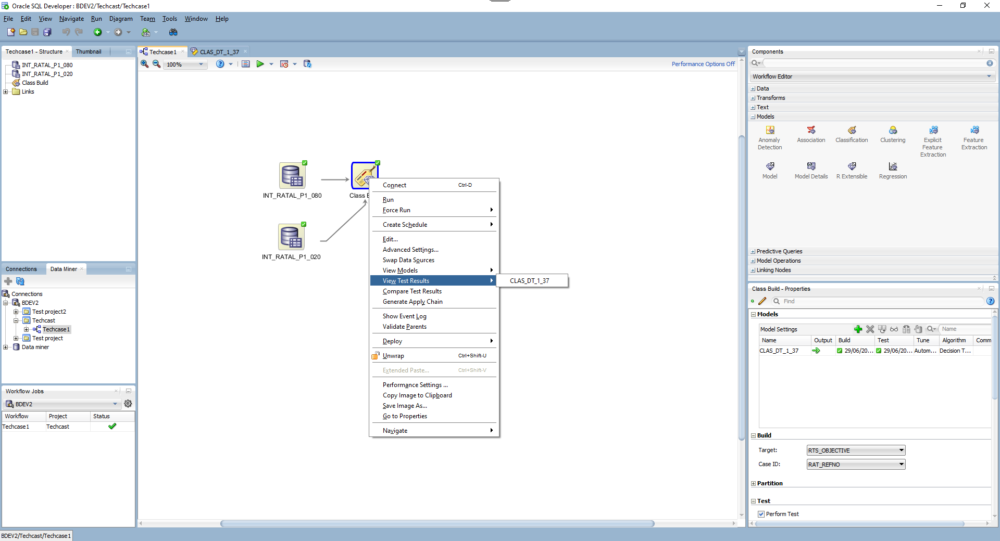 Oracle SQL Developer : BDEV2/Techcast/Techcase1
File Edit View Navigate Run Diagram Team Tools Window Help
Techcase1 - Structure
Thumbnail
INT_RATAL_P1_080
INT_RATAL_P1_020
Class Build
Links
Connections
Data Miner
Connections
BDEV2
Test project2
Techcast
Techcase1
Test project
Data miner
Workflow Jobs
BDEV2
Workflow Project Status
Techcase1 Techcast
Techcase1
CLAS_DT_1_37
100%
Performance Options Off
INT_RATAL_P1_080
INT_RATAL_P1_020
Class B
Connect Ctrl-D
Run
Force Run
Create Schedule
Edit...
Advanced Settings...
Swap Data Sources
View Models
View Test Results
CLAS_DT_1_37
Compare Test Results
Generate Apply Chain
Show Event Log
Validate Parents
Deploy
Unwrap Ctrl+Shift-U
Extended Paste... Ctrl+Shift-V
Performance Settings ...
Copy Image to Clipboard
Save Image As...
Go to Properties
Navigate
Components
Workflow Editor
Data
Transforms
Text
Models
Anomaly Detection
Association
Classification
Clustering
Explicit Feature Extraction
Feature Extraction
Model
Model Details
R Extensible
Regression
Predictive Queries
Model Operations
Linking Nodes
Class Build - Properties
Find
Models
Model Settings
Name
Name Output Build Test Tune Algorithm Comm
CLAS_DT_1_37 29/06/20... 29/06/20... Autom... Decision T...
Build
Target: RTS_OBJECTIVE
Case ID: RAT_REFNO
Partition
Test
Perform Test
BDEV2/Techcast/Techcase1